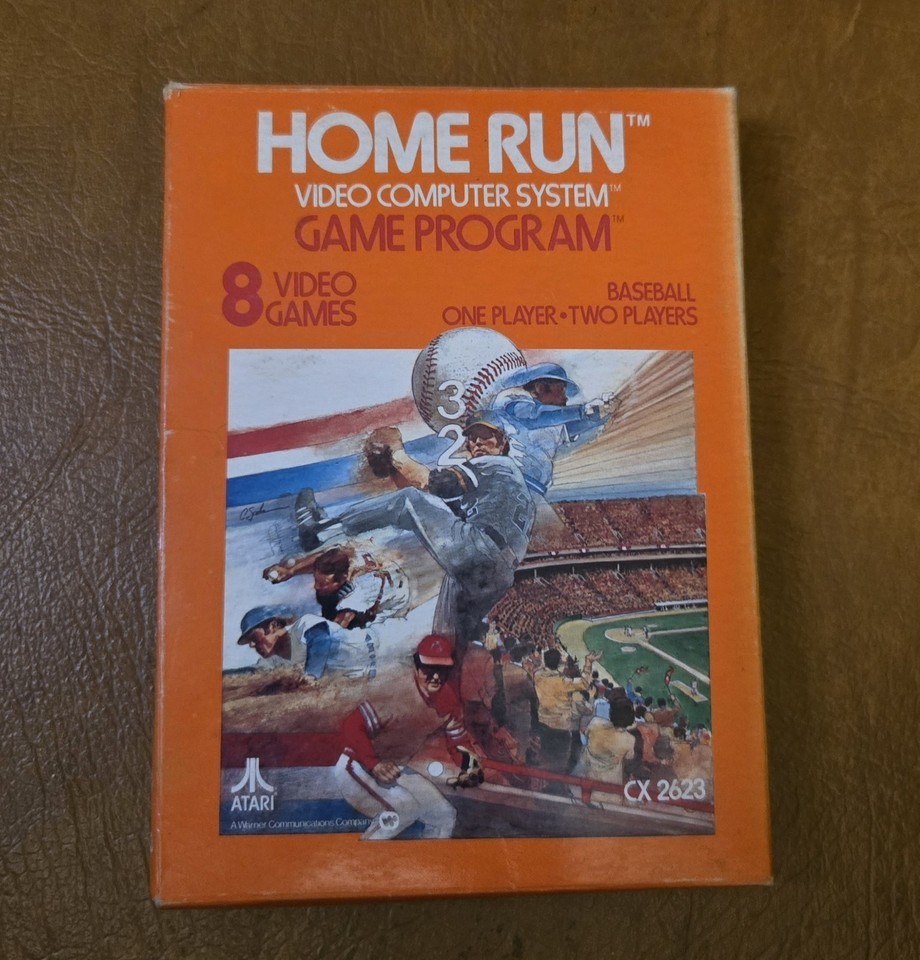 HOME RUN™
VIDEO COMPUTER SYSTEM™
GAME PROGRAM™
8 VIDEO GAMES
BASEBALL
ONE PLAYER•TWO PLAYERS
3
2
ATARI
A Warner Communications Company
CX 2623